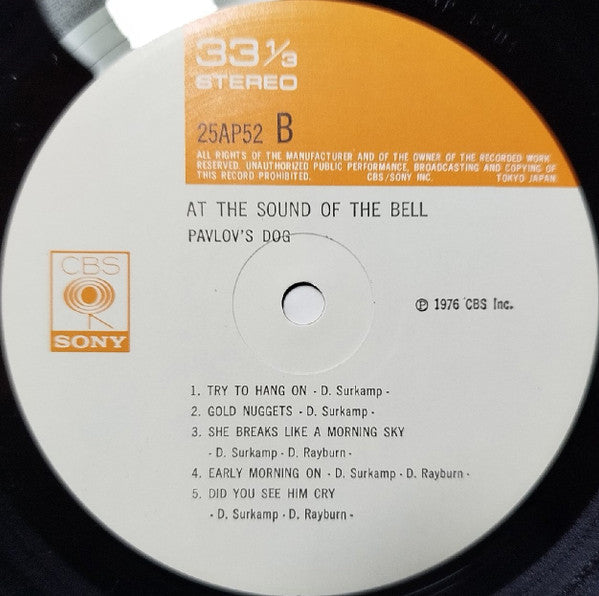 33 1/3
STEREO
25AP52 B
ALL RIGHTS OF THE MANUFACTURER AND OF THE OWNER OF THE RECORDED WORK
RESERVED. UNAUTHORIZED PUBLIC PERFORMANCE, BROADCASTING AND COPYING OF
THIS RECORD PROHIBITED. CBS/SONY INC. TOKYO JAPAN
AT THE SOUND OF THE BELL
PAVLOV'S DOG
CBS
SONY
℗ 1976 CBS Inc.
1. TRY TO HANG ON - D. Surkamp -
2. GOLD NUGGETS - D. Surkamp -
3. SHE BREAKS LIKE A MORNING SKY
- D. Surkamp - D. Rayburn -
4. EARLY MORNING ON - D. Surkamp - D. Rayburn -
5. DID YOU SEE HIM CRY
- D. Surkamp - D. Rayburn -